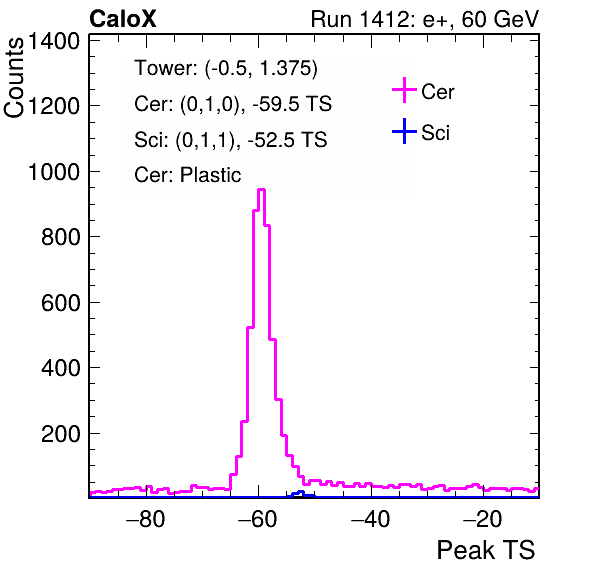 CaloX Run 1412: e+, 60 GeV
Counts
1400
1200
1000
800
600
400
200
Tower: (-0.5, 1.375)
Cer: (0,1,0), -59.5 TS
Sci: (0,1,1), -52.5 TS
Cer: Plastic
Cer
Sci
−80 −60 −40 −20
Peak TS